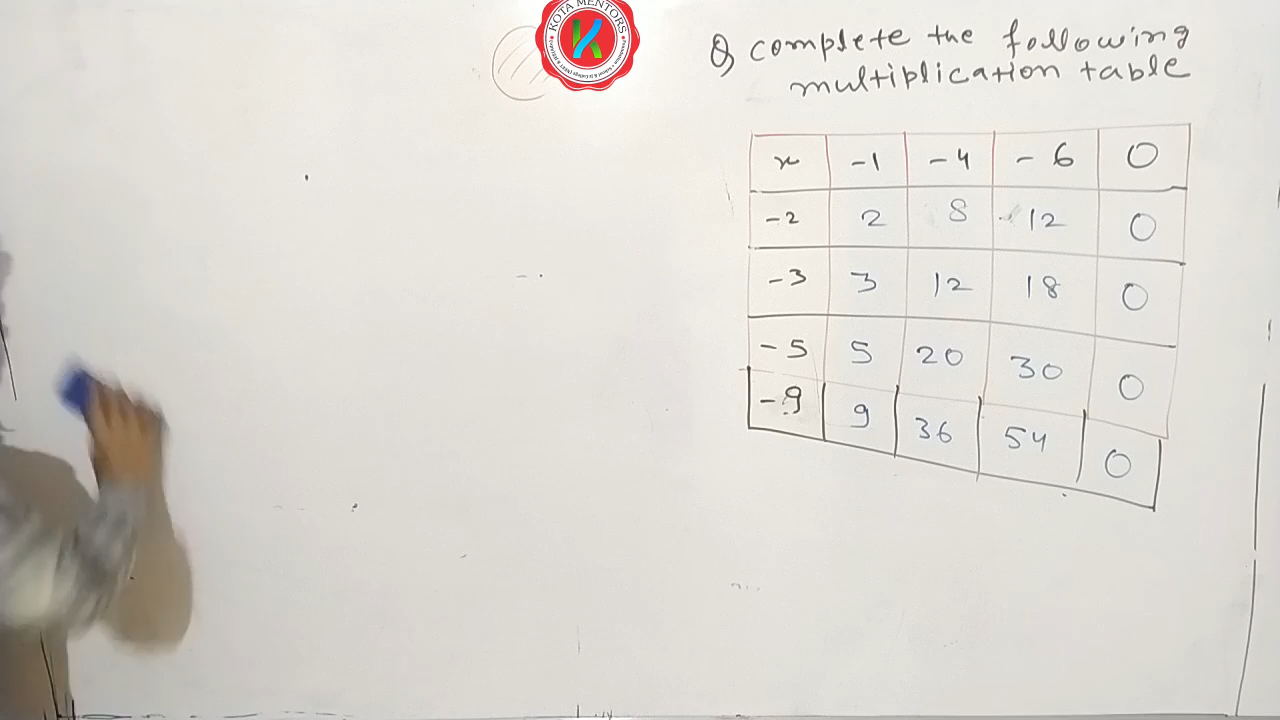 KOTA MENTORS
Q complete the following
multiplication table
x -1 -4 -6 0
-2 2 8 12 0
-3 3 12 18 0
-5 5 20 30 0
-9 9 36 54 0